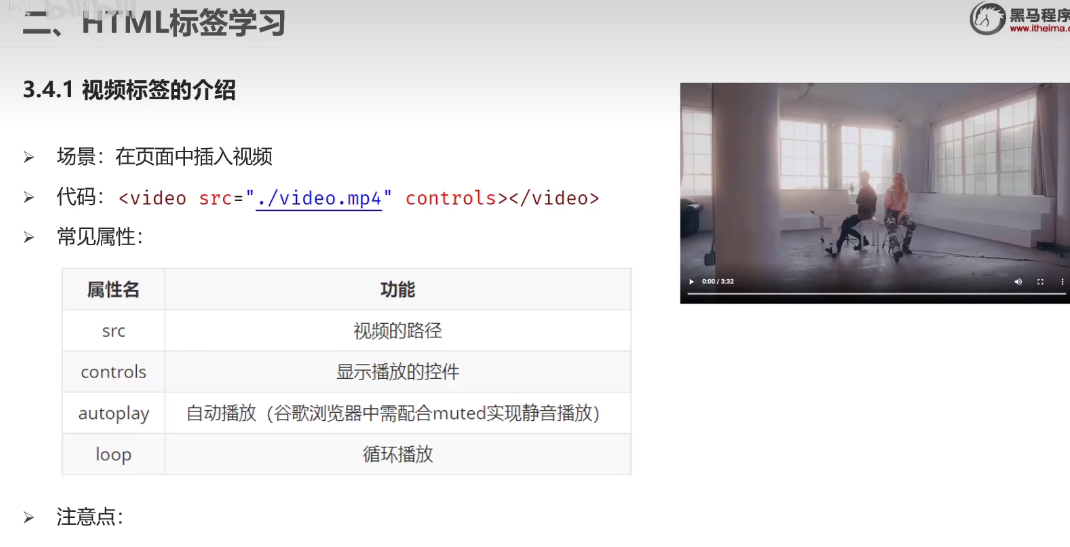 二、HTML标签学习
黑马程序
www.itheima.c
3.4.1 视频标签的介绍
➢ 场景：在页面中插入视频
➢ 代码：<video src="./video.mp4" controls></video>
➢ 常见属性：
属性名 功能
src 视频的路径
controls 显示播放的控件
autoplay 自动播放（谷歌浏览器中需配合muted实现静音播放）
loop 循环播放
0:00 / 3:32
➢ 注意点：